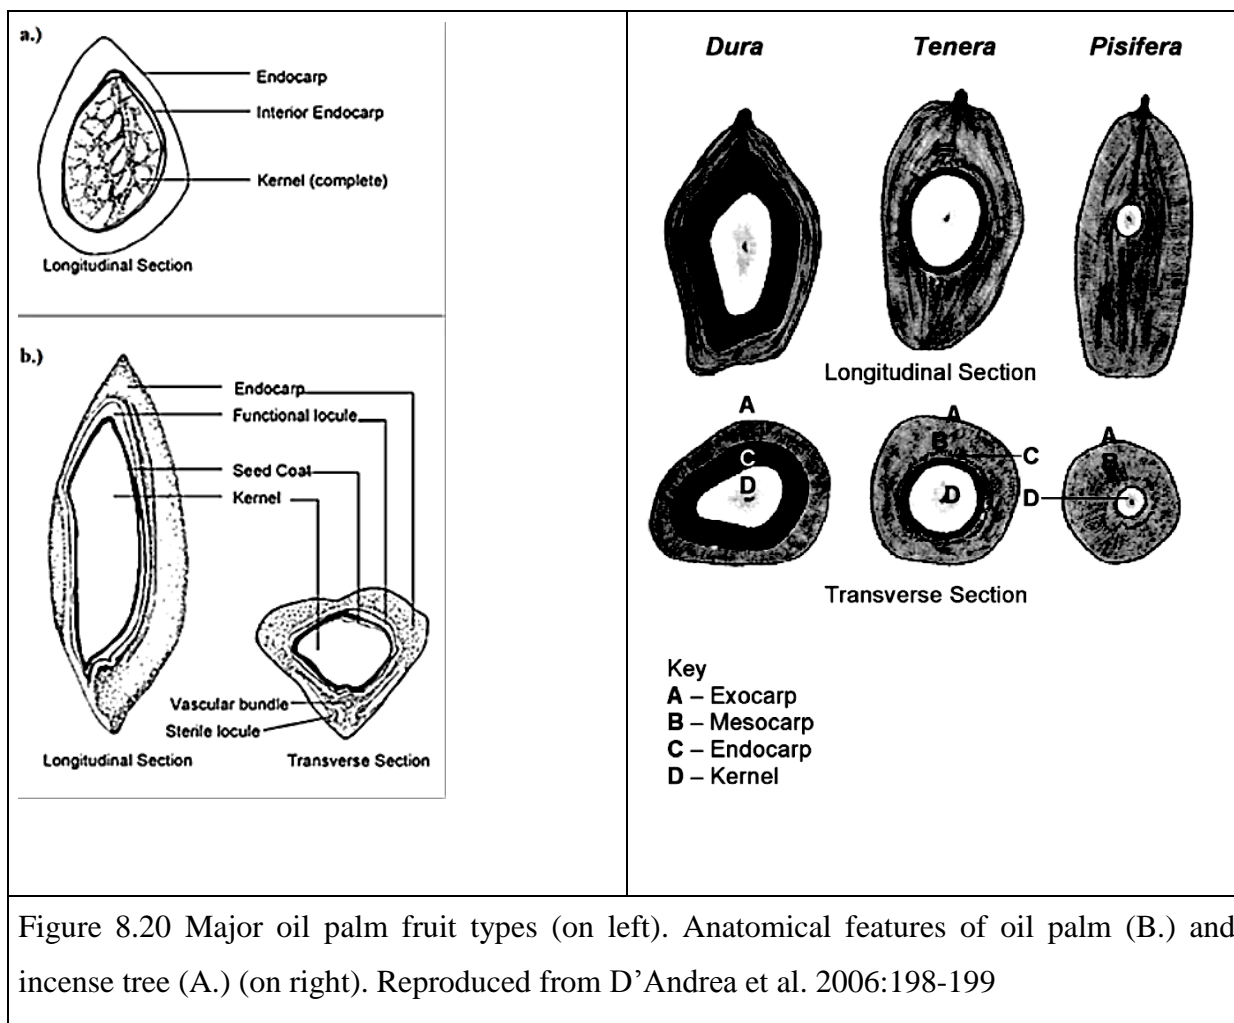 a.)
Endocarp
Interior Endocarp
Kernel (complete)
Longitudinal Section
b.)
Endocarp
Functional locule
Seed Coat
Kernel
Vascular bundle
Sterile locule
Longitudinal Section
Transverse Section
Dura
Tenera
Pisifera
Longitudinal Section
A
A
A
B
B
C
C
D
D
D
Transverse Section
Key
A – Exocarp
B – Mesocarp
C – Endocarp
D – Kernel
Figure 8.20 Major oil palm fruit types (on left). Anatomical features of oil palm (B.) and
incense tree (A.) (on right). Reproduced from D’Andrea et al. 2006:198-199